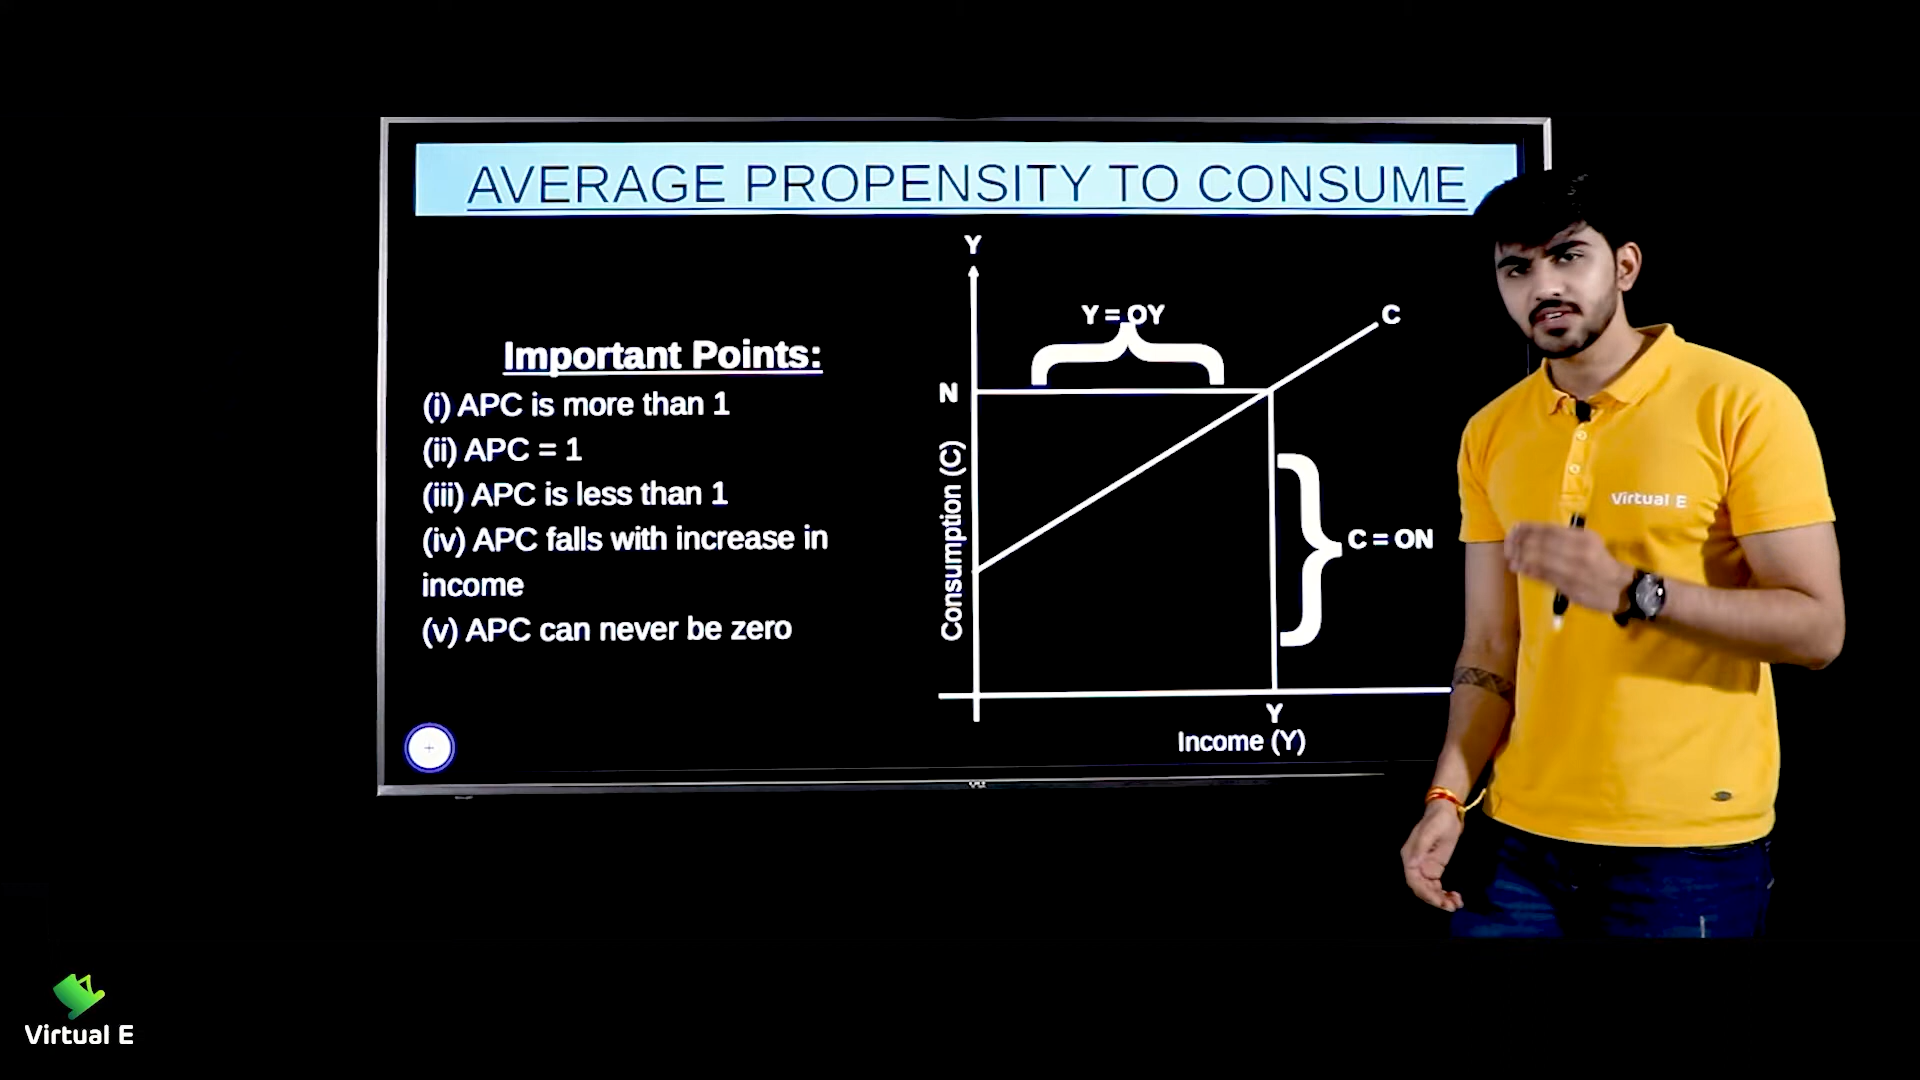 AVERAGE PROPENSITY TO CONSUME
Important Points:
(i) APC is more than 1
(ii) APC = 1
(iii) APC is less than 1
(iv) APC falls with increase in
income
(v) APC can never be zero
Y
Y = OY
C
N
Consumption (C)
C = ON
Y
Income (Y)
Virtual E
Virtual E